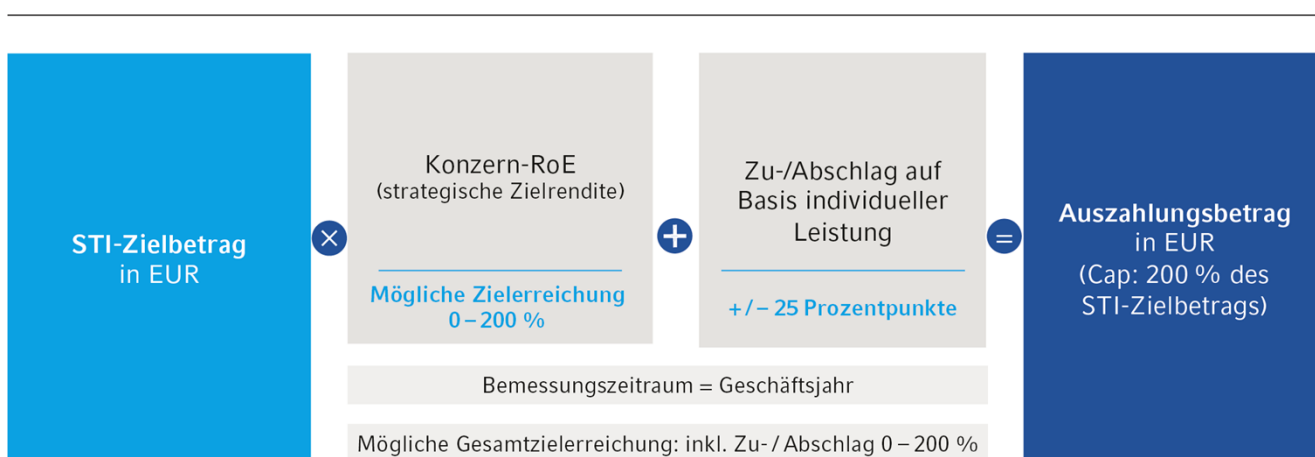 STI-Zielbetrag
in EUR
×
Konzern-RoE
(strategische Zielrendite)
Mögliche Zielerreichung
0 – 200 %
+
Zu-/Abschlag auf
Basis individueller
Leistung
+ / – 25 Prozentpunkte
=
Auszahlungsbetrag
in EUR
(Cap: 200 % des
STI-Zielbetrags)
Bemessungszeitraum = Geschäftsjahr
Mögliche Gesamtzielerreichung: inkl. Zu- / Abschlag 0 – 200 %